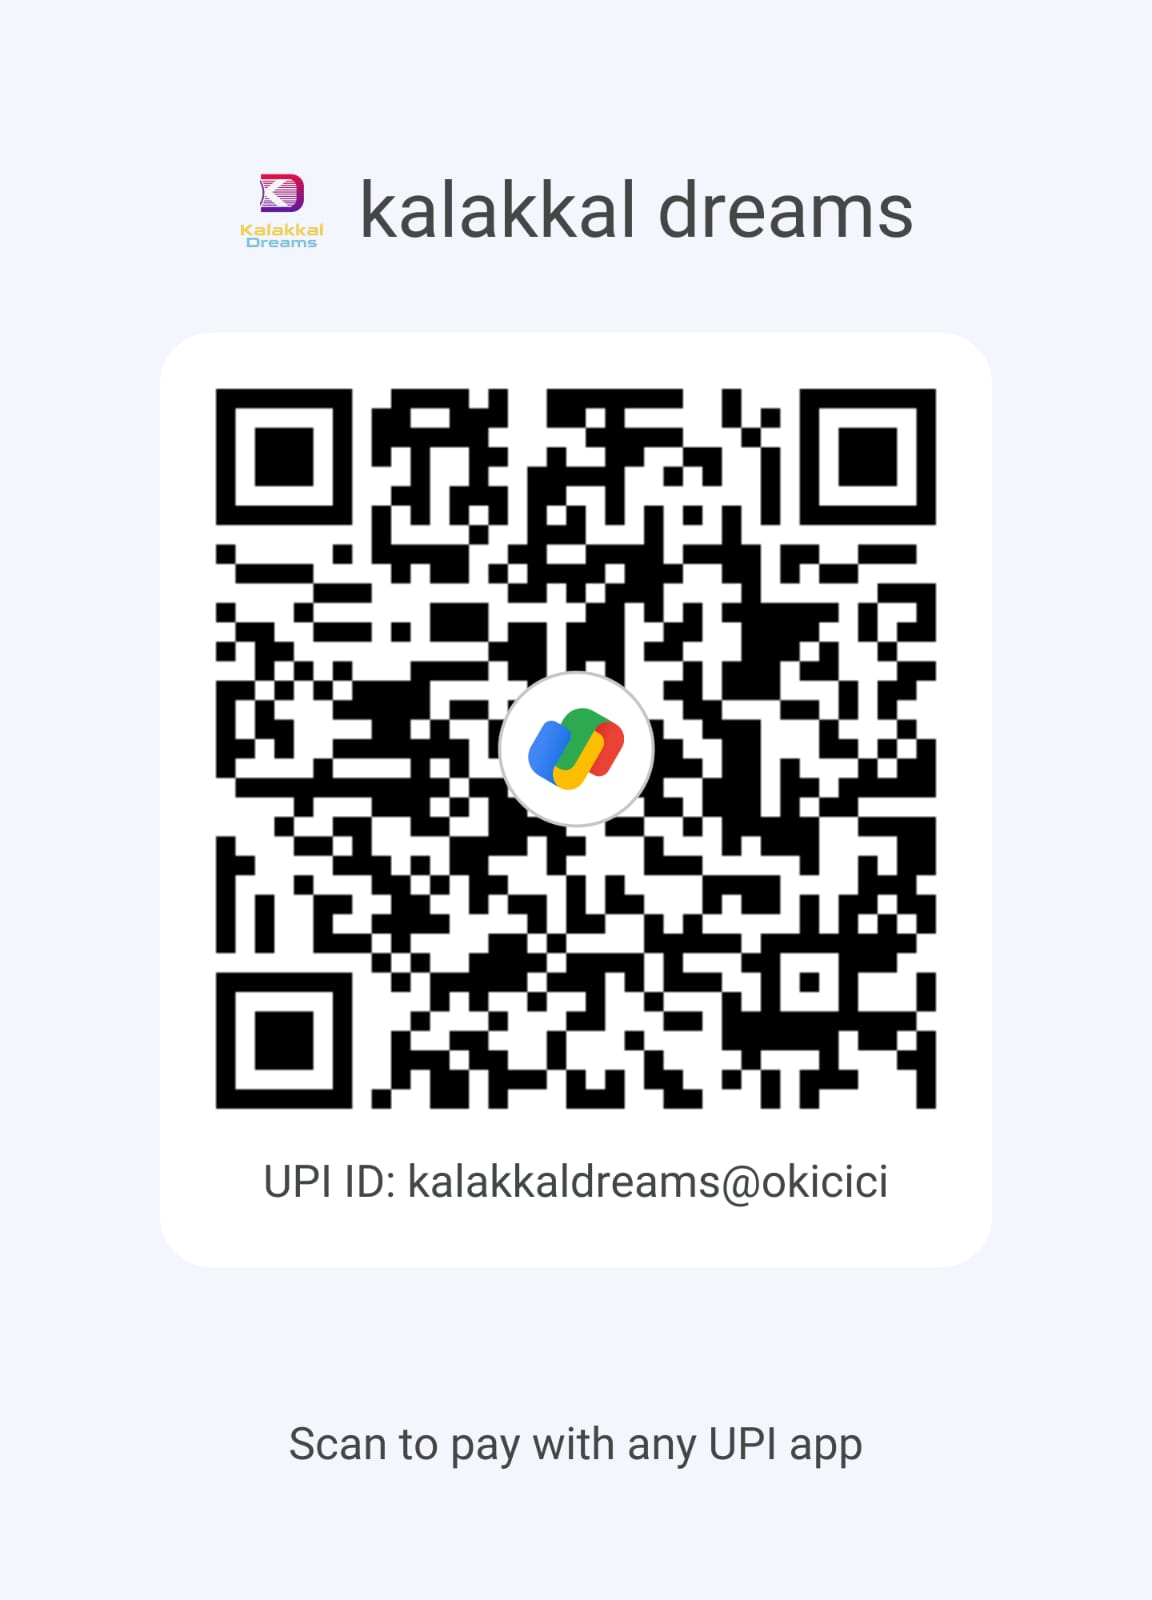 Kalakkal
Dreams
kalakkal dreams
UPI ID: kalakkaldreams@okicici
Scan to pay with any UPI app